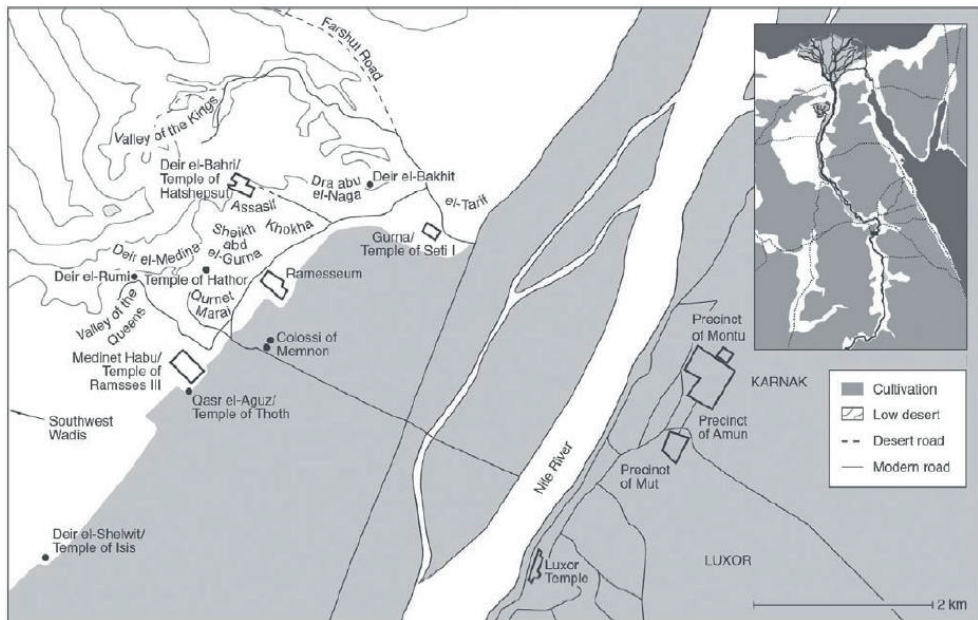 Farshut Road
Valley of the Kings
Deir el-Bahri/
Temple of
Hatshepsut
Assasif
Dra abu
el-Naga
Deir el-Bakhit
el-Tarif
Khokha
Sheikh
abd
el-Gurna
Gurna/
Temple of Seti I
Deir el-Medina
Deir el-Rumi
Temple of Hathor
Ramesseum
Qurnet
Marai
Valley of the
Queens
Colossi of
Memnon
Medinet Habu/
Temple of
Ramsses III
Qasr el-Aguz/
Temple of Thoth
Southwest
Wadis
Deir el-Shelwit/
Temple of Isis
Nile River
Precinct
of Montu
KARNAK
Precinct
of Amun
Precinct
of Mut
Luxor
Temple
LUXOR
Cultivation
Low desert
Desert road
Modern road
2 km